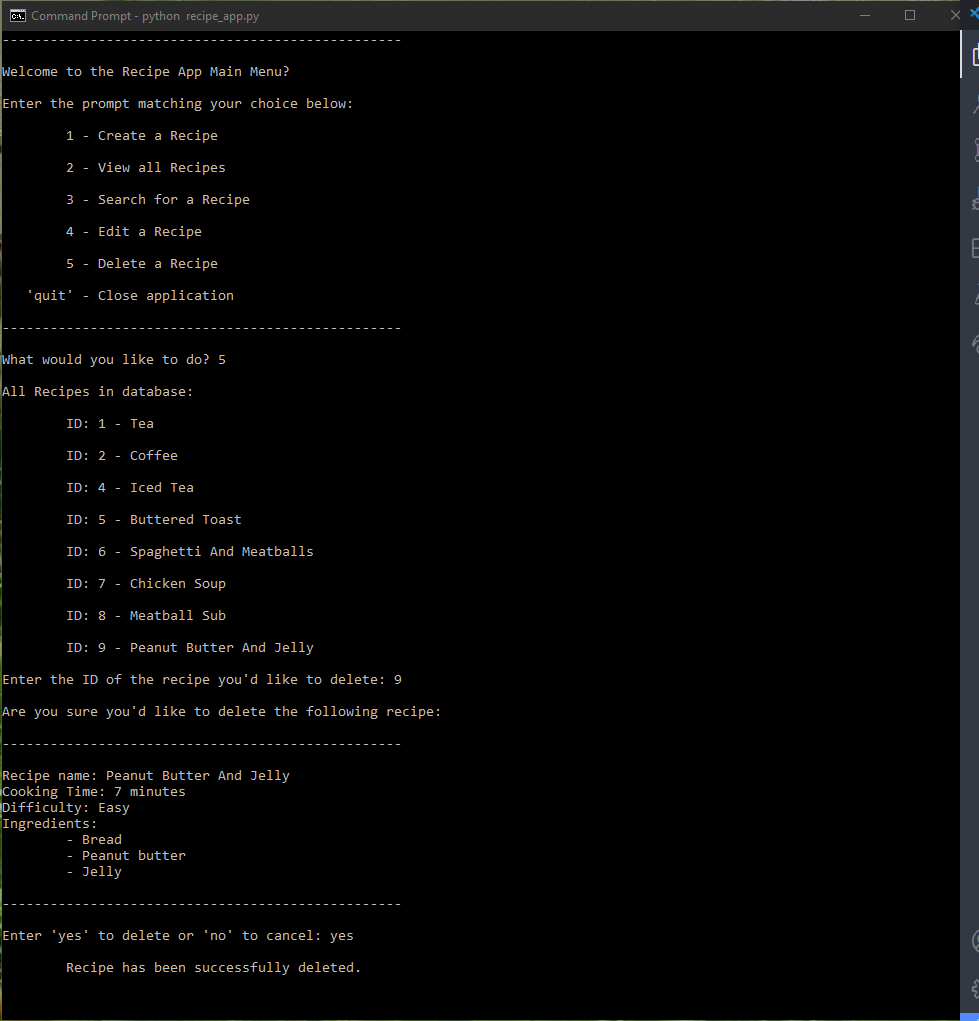 Command Prompt - python  recipe_app.py
--------------------------------------------------
Welcome to the Recipe App Main Menu?
Enter the prompt matching your choice below:
1 - Create a Recipe
2 - View all Recipes
3 - Search for a Recipe
4 - Edit a Recipe
5 - Delete a Recipe
'quit' - Close application
--------------------------------------------------
What would you like to do? 5
All Recipes in database:
ID: 1 - Tea
ID: 2 - Coffee
ID: 4 - Iced Tea
ID: 5 - Buttered Toast
ID: 6 - Spaghetti And Meatballs
ID: 7 - Chicken Soup
ID: 8 - Meatball Sub
ID: 9 - Peanut Butter And Jelly
Enter the ID of the recipe you'd like to delete: 9
Are you sure you'd like to delete the following recipe:
--------------------------------------------------
Recipe name: Peanut Butter And Jelly
Cooking Time: 7 minutes
Difficulty: Easy
Ingredients:
- Bread
- Peanut butter
- Jelly
--------------------------------------------------
Enter 'yes' to delete or 'no' to cancel: yes
Recipe has been successfully deleted.